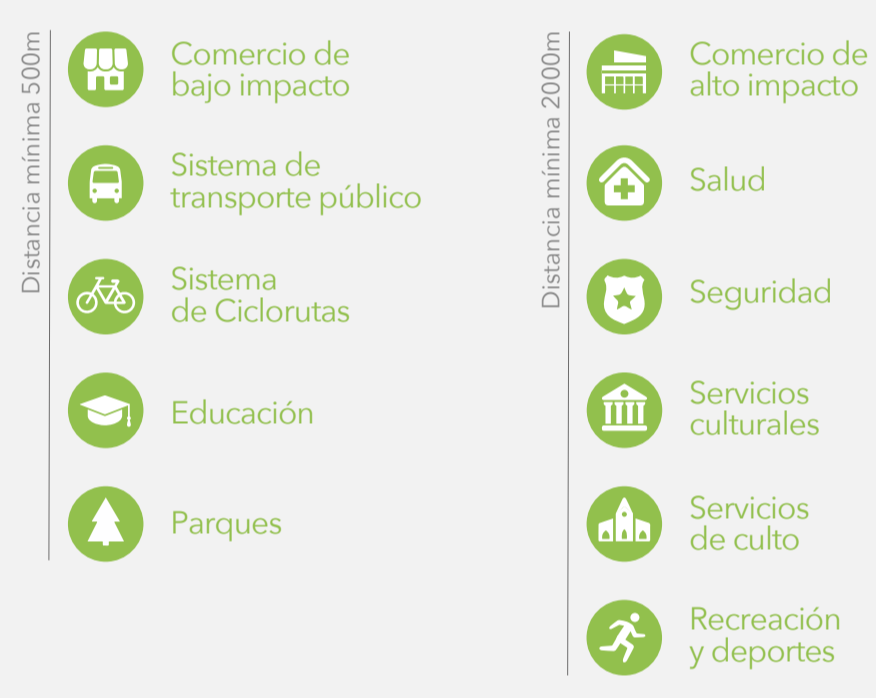 Distancia mínima 500m
Comercio de
bajo impacto
Sistema de
transporte público
Sistema
de Ciclorutas
Educación
Parques
Distancia mínima 2000m
Comercio de
alto impacto
Salud
Seguridad
Servicios
culturales
Servicios
de culto
Recreación
y deportes